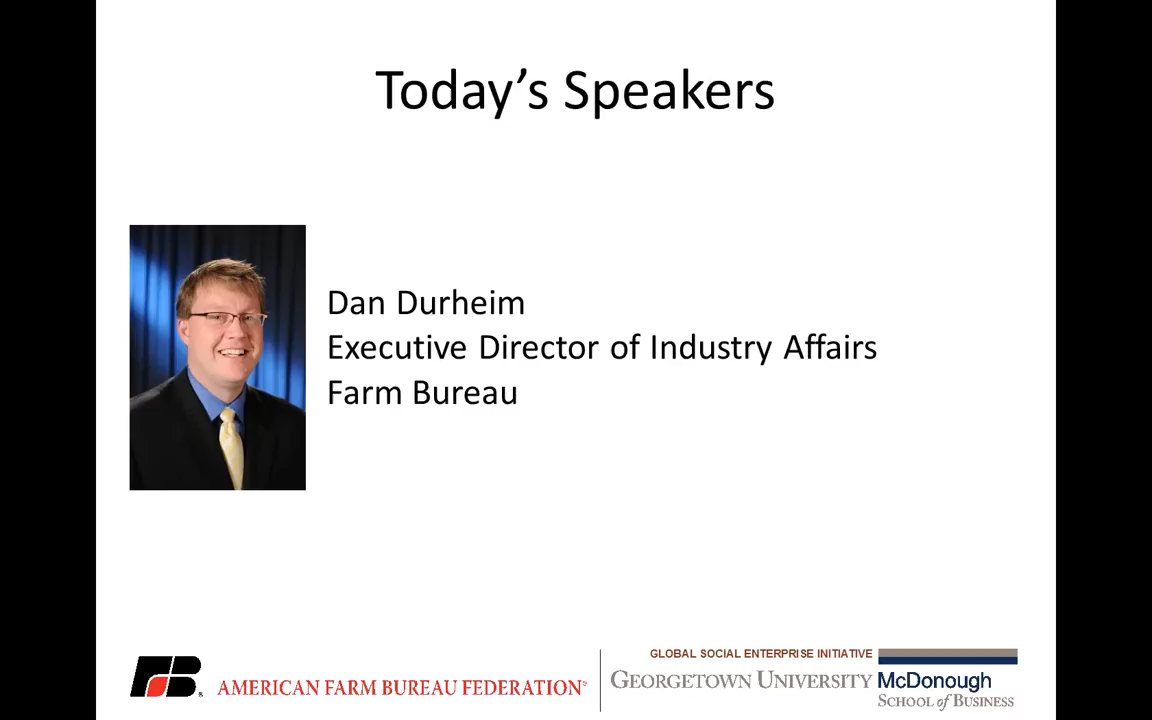 Today's Speakers
Dan Durheim
Executive Director of Industry Affairs
Farm Bureau
FB
AMERICAN FARM BUREAU FEDERATION®
GLOBAL SOCIAL ENTERPRISE INITIATIVE
GEORGETOWN UNIVERSITY McDonough
SCHOOL of BUSINESS